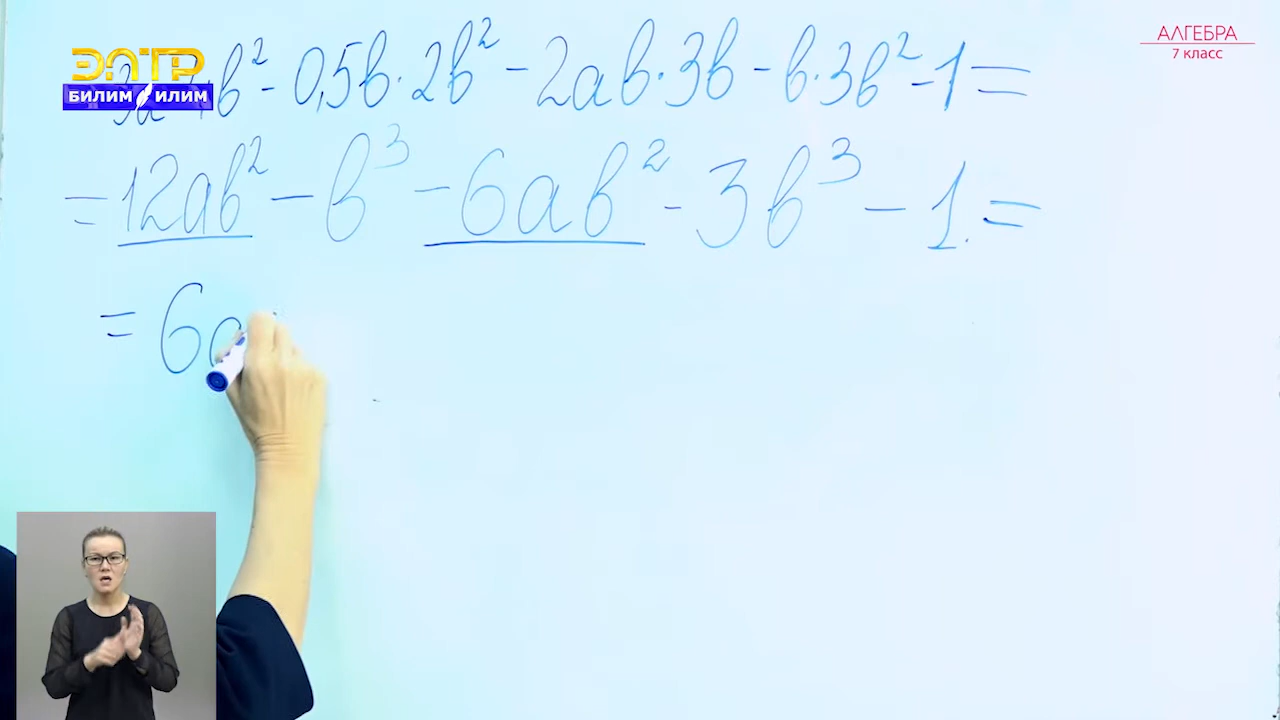 ЭЛТР
БИЛИМ ИЛИМ
АЛГЕБРА
7 класс
в² - 0,5в · 2в² - 2ав · 3в - в · 3в² - 1 =
= 12ав² - в³ - 6ав² - 3в³ - 1. =
= 6а